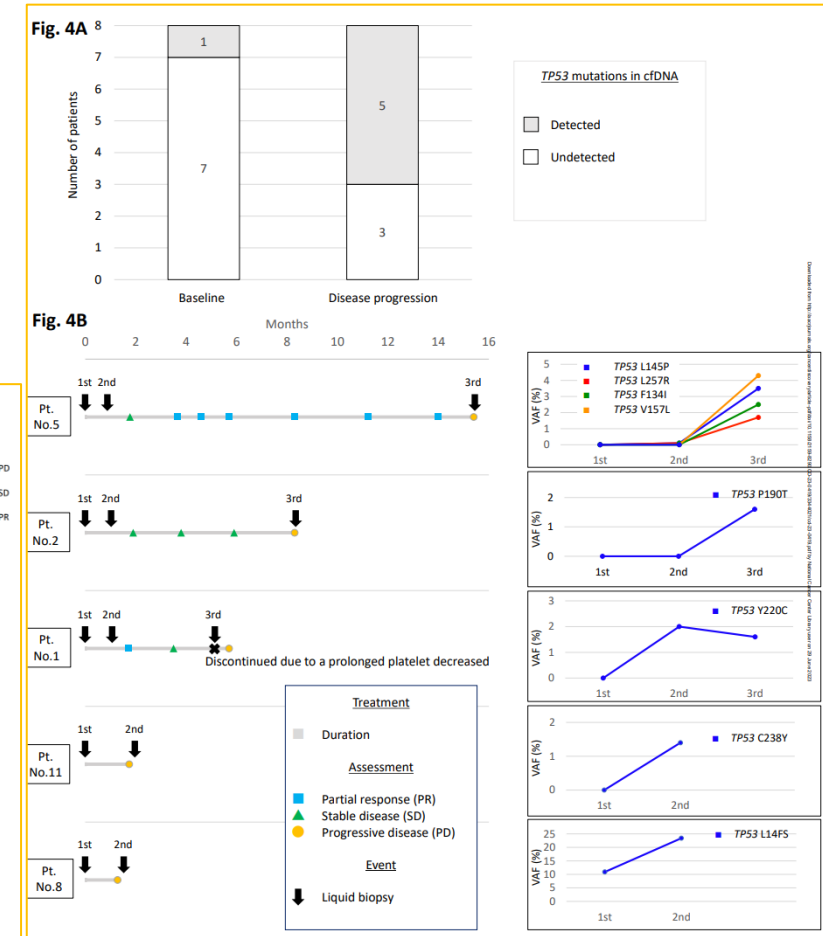 Fig. 4A
8
7
6
5
4
3
2
1
0
Number of patients
1
7
5
3
Baseline
Disease progression
TP53 mutations in cfDNA
Detected
Undetected
Fig. 4B
Months
0 2 4 6 8 10 12 14 16
PD
SD
PR
Pt.
No.5
1st 2nd 3rd
Pt.
No.2
1st 2nd 3rd
Pt.
No.1
1st 2nd 3rd
Discontinued due to a prolonged platelet decreased
Pt.
No.11
1st 2nd
Pt.
No.8
1st 2nd
Treatment
Duration
Assessment
Partial response (PR)
Stable disease (SD)
Progressive disease (PD)
Event
Liquid biopsy
VAF (%)
5
4
3
2
1
0
TP53 L145P
TP53 L257R
TP53 F134I
TP53 V157L
1st 2nd 3rd
VAF (%)
2
1
0
TP53 P190T
1st 2nd 3rd
VAF (%)
3
2
1
0
TP53 Y220C
1st 2nd 3rd
VAF (%)
2
1
0
TP53 C238Y
1st 2nd
VAF (%)
25
20
15
10
5
0
TP53 L14FS
1st 2nd